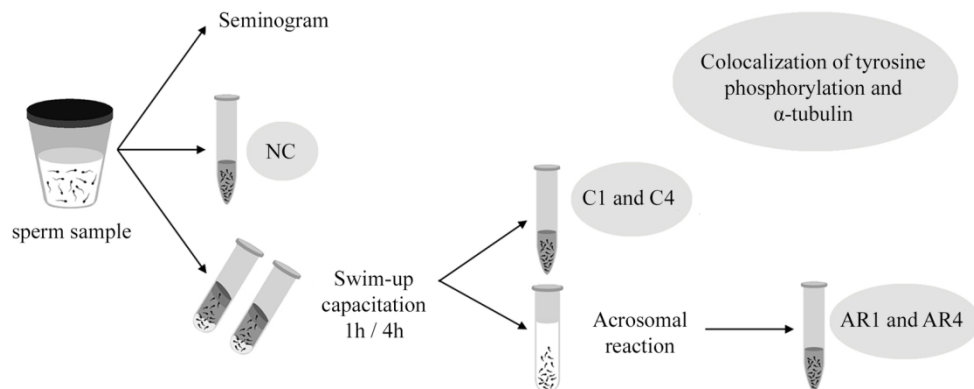 Seminogram
Colocalization of tyrosine
phosphorylation and
α-tubulin
NC
sperm sample
C1 and C4
Swim-up
capacitation
1h / 4h
Acrosomal
reaction
AR1 and AR4